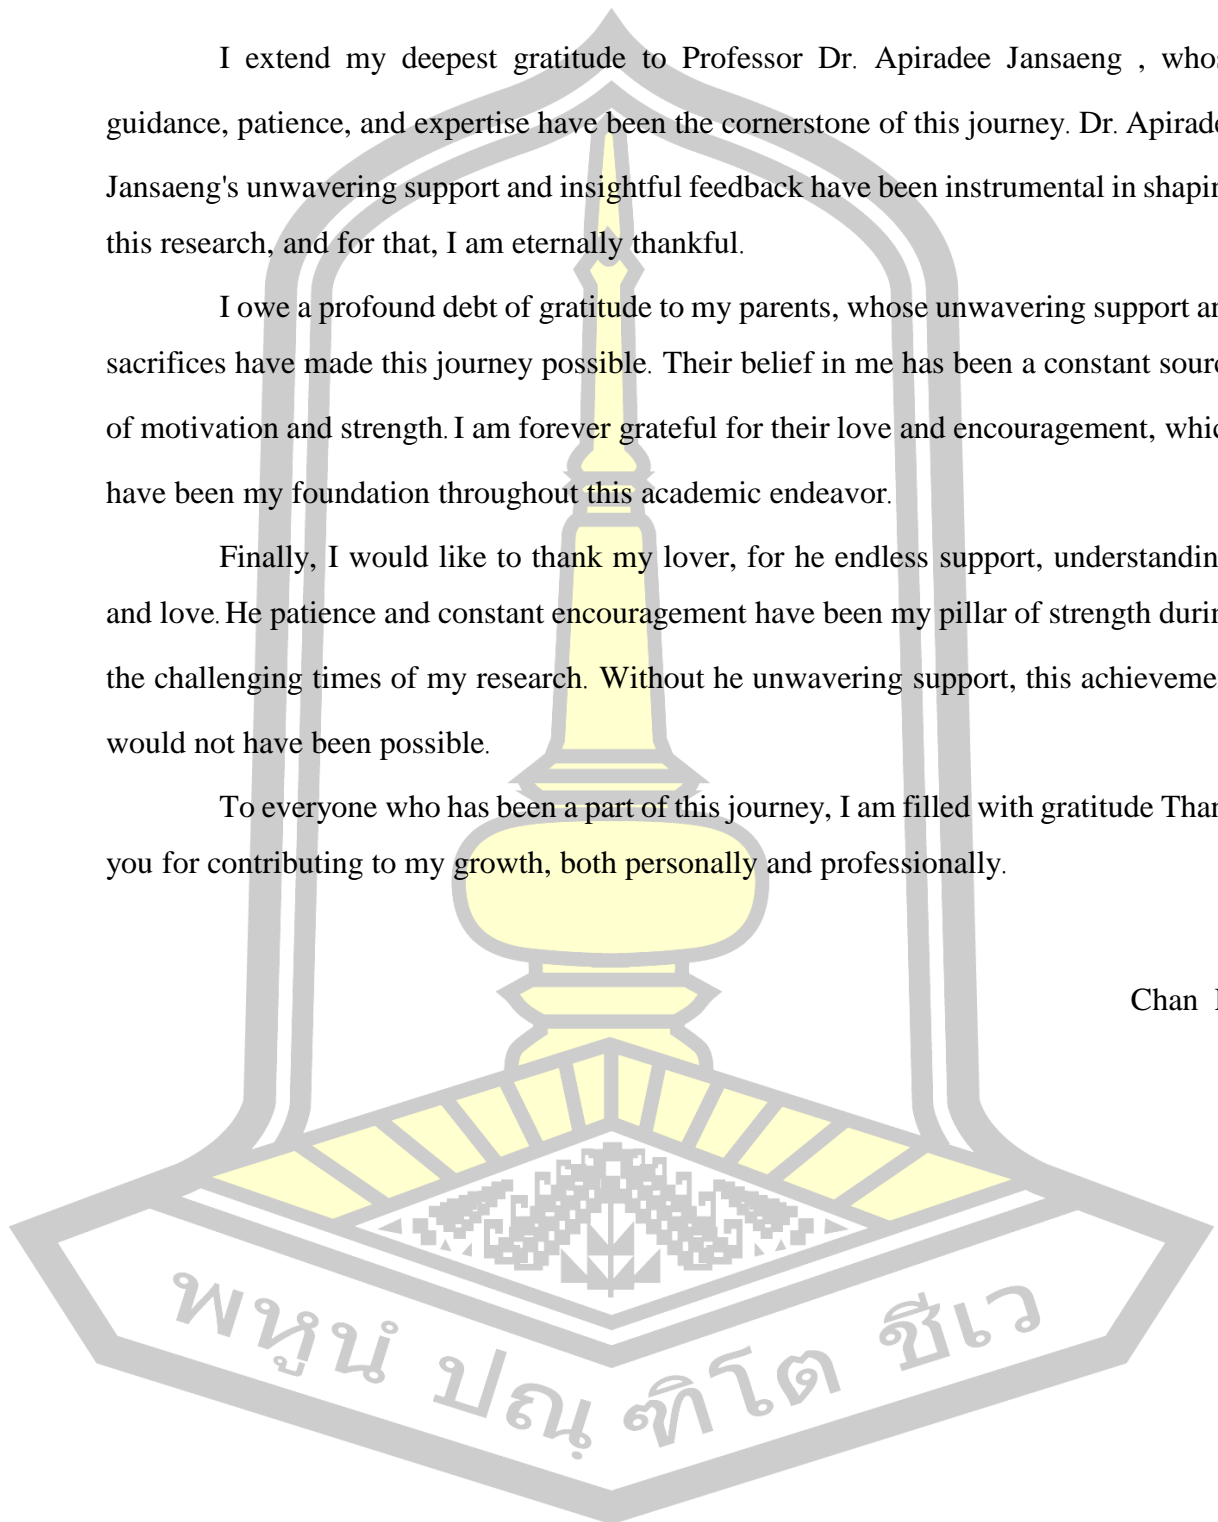 I extend my deepest gratitude to Professor Dr. Apiradee Jansaeng , whos
guidance, patience, and expertise have been the cornerstone of this journey. Dr. Apirade
Jansaeng's unwavering support and insightful feedback have been instrumental in shapin
this research, and for that, I am eternally thankful.
I owe a profound debt of gratitude to my parents, whose unwavering support an
sacrifices have made this journey possible. Their belief in me has been a constant sourc
of motivation and strength. I am forever grateful for their love and encouragement, whic
have been my foundation throughout this academic endeavor.
Finally, I would like to thank my lover, for he endless support, understandin
and love. He patience and constant encouragement have been my pillar of strength durin
the challenging times of my research. Without he unwavering support, this achieveme
would not have been possible.
To everyone who has been a part of this journey, I am filled with gratitude Than
you for contributing to my growth, both personally and professionally.
Chan
พหูนํ ปณฺฑิโต ชีเว